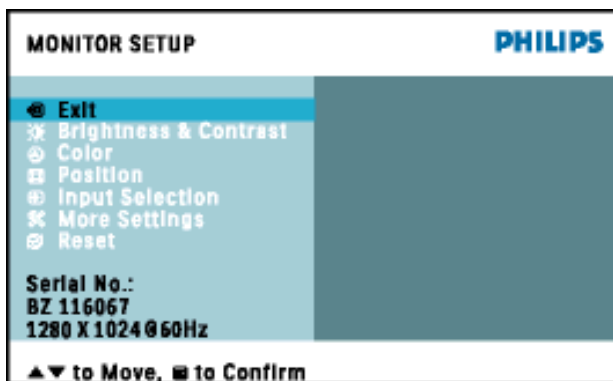 MONITOR SETUP
PHILIPS
Exit
Brightness & Contrast
Color
Position
Input Selection
More Settings
Reset
Serial No.:
BZ 116067
1280 X 1024 @ 60Hz
▲▼ to Move, to Confirm